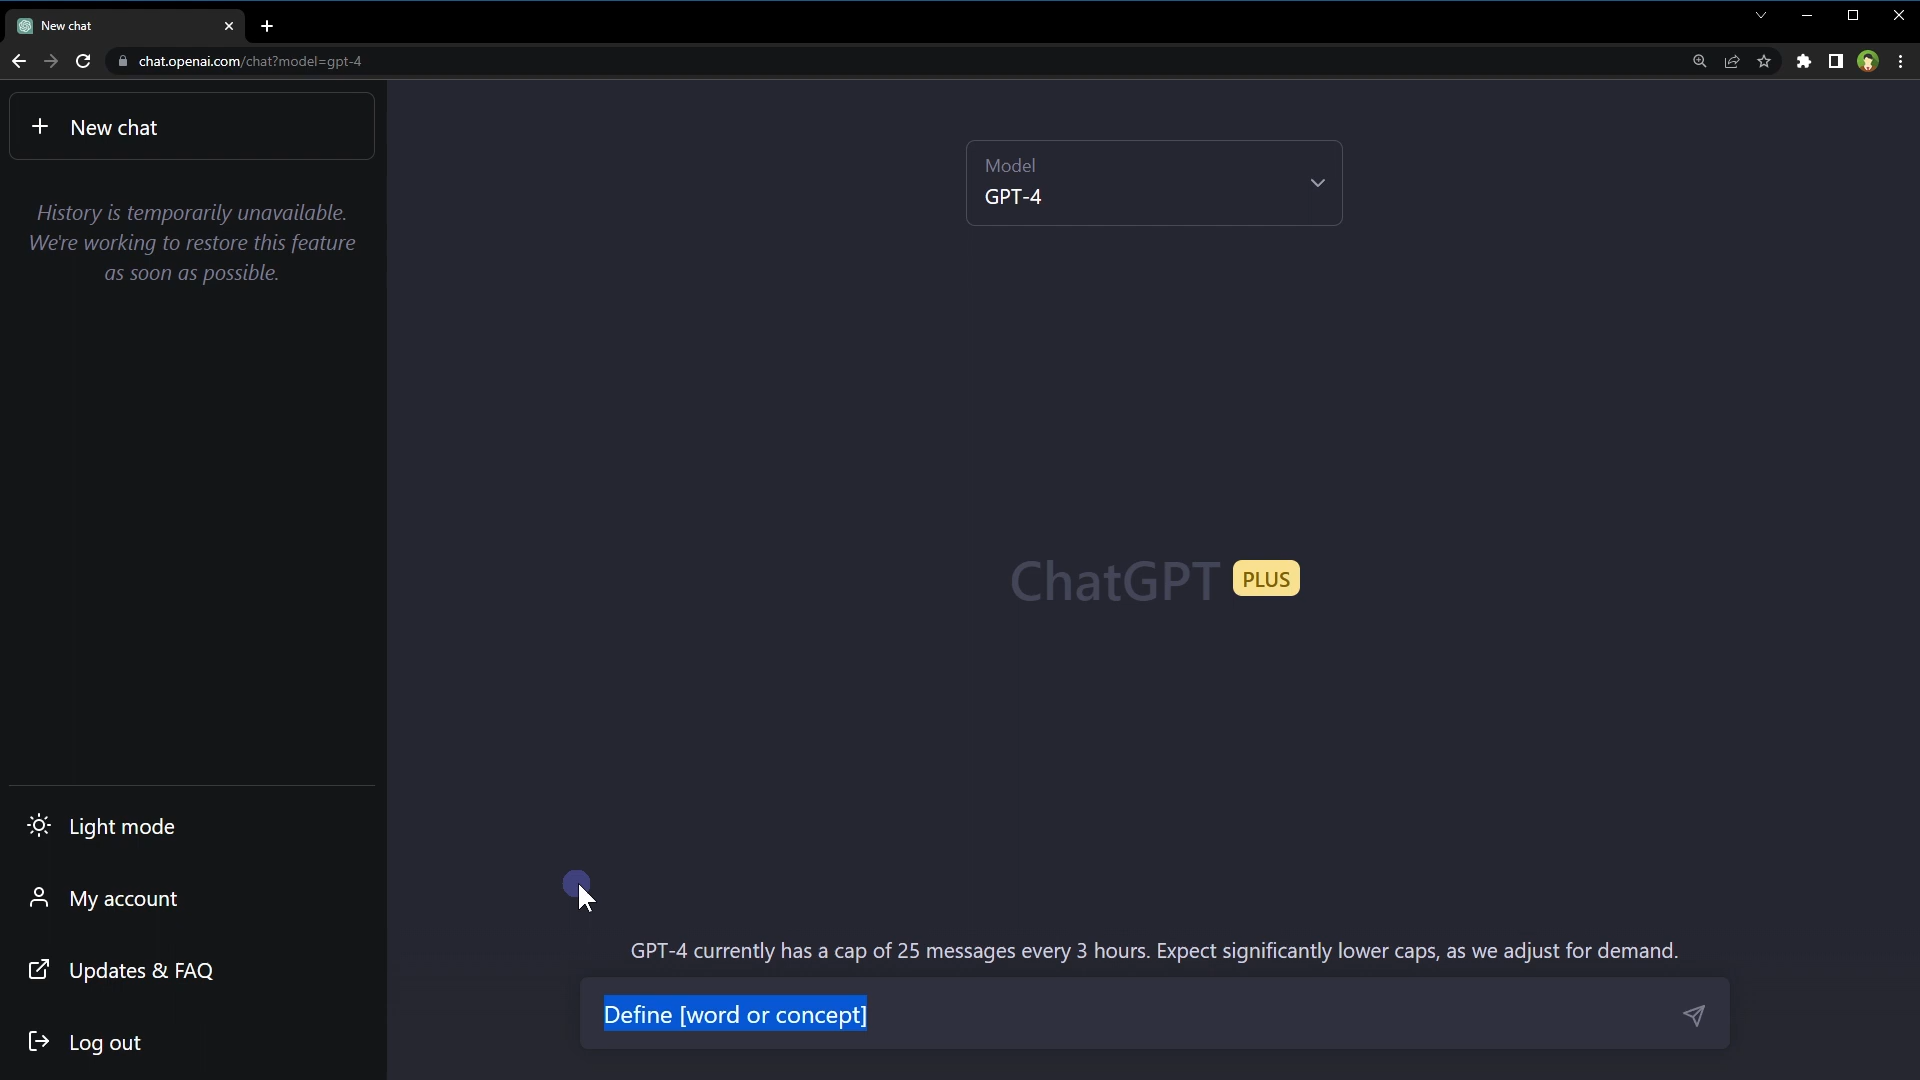 New chat
chat.openai.com/chat?model=gpt-4
New chat
History is temporarily unavailable.
We're working to restore this feature
as soon as possible.
Light mode
My account
Updates & FAQ
Log out
Model
GPT-4
ChatGPT PLUS
GPT-4 currently has a cap of 25 messages every 3 hours. Expect significantly lower caps, as we adjust for demand.
Define [word or concept]